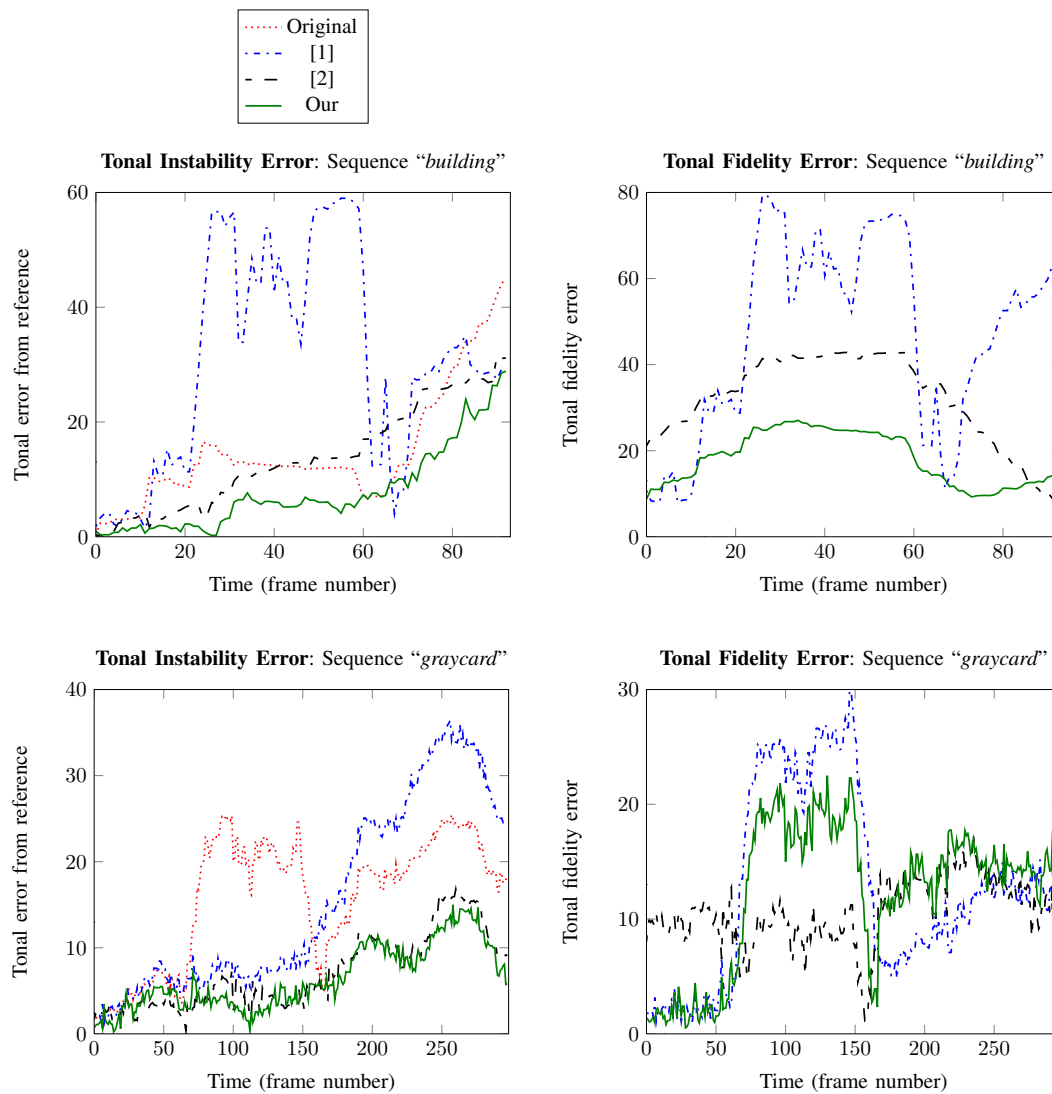 Original
[1]
[2]
Our
Tonal Instability Error: Sequence “building”
Tonal error from reference
60
40
20
0
0 20 40 60 80
Time (frame number)
Tonal Fidelity Error: Sequence “building”
Tonal fidelity error
80
60
40
20
0
0 20 40 60 80
Time (frame number)
Tonal Instability Error: Sequence “graycard”
Tonal error from reference
40
30
20
10
0
0 50 100 150 200 250
Time (frame number)
Tonal Fidelity Error: Sequence “graycard”
Tonal fidelity error
30
20
10
0
0 50 100 150 200 250
Time (frame number)